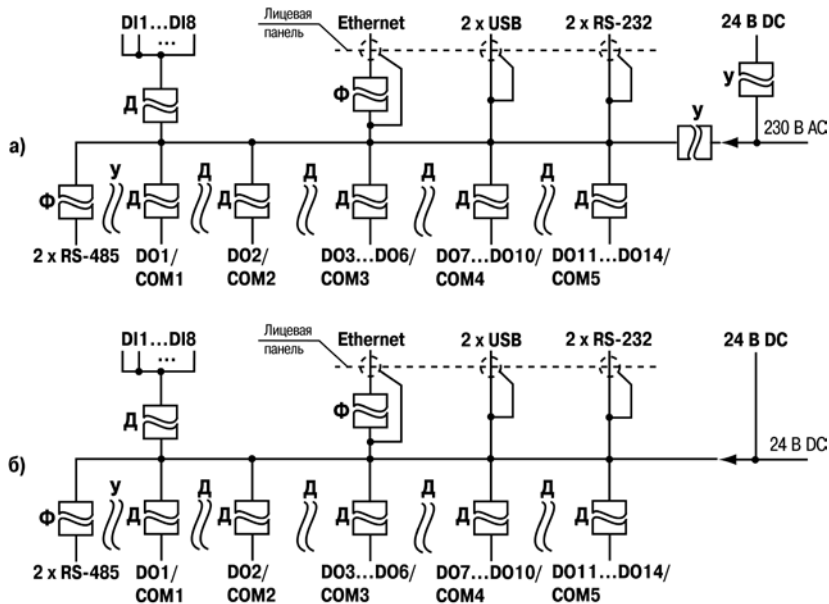 DI1...DI8
...
Лицевая
панель
Ethernet
2 x USB
2 x RS-232
24 В DC
Д
Ф
У
У
230 В AC
а)
Ф
У
Д
Д
Д
Д
Д
Д
Д
Д
Д
2 x RS-485
DO1/
COM1
DO2/
COM2
DO3...DO6/
COM3
DO7...DO10/
COM4
DO11...DO14/
COM5
DI1...DI8
...
Лицевая
панель
Ethernet
2 x USB
2 x RS-232
24 В DC
Д
Ф
24 В DC
б)
Ф
У
Д
Д
Д
Д
Д
Д
Д
Д
Д
2 x RS-485
DO1/
COM1
DO2/
COM2
DO3...DO6/
COM3
DO7...DO10/
COM4
DO11...DO14/
COM5